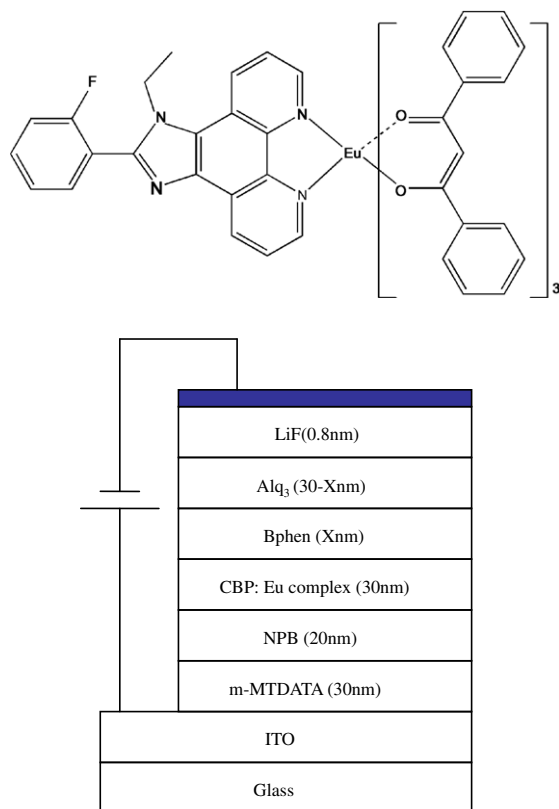 F
N
N
N
N
Eu
O
O
3
LiF(0.8nm)
Alq₃ (30-Xnm)
Bphen (Xnm)
CBP: Eu complex (30nm)
NPB (20nm)
m-MTDATA (30nm)
ITO
Glass